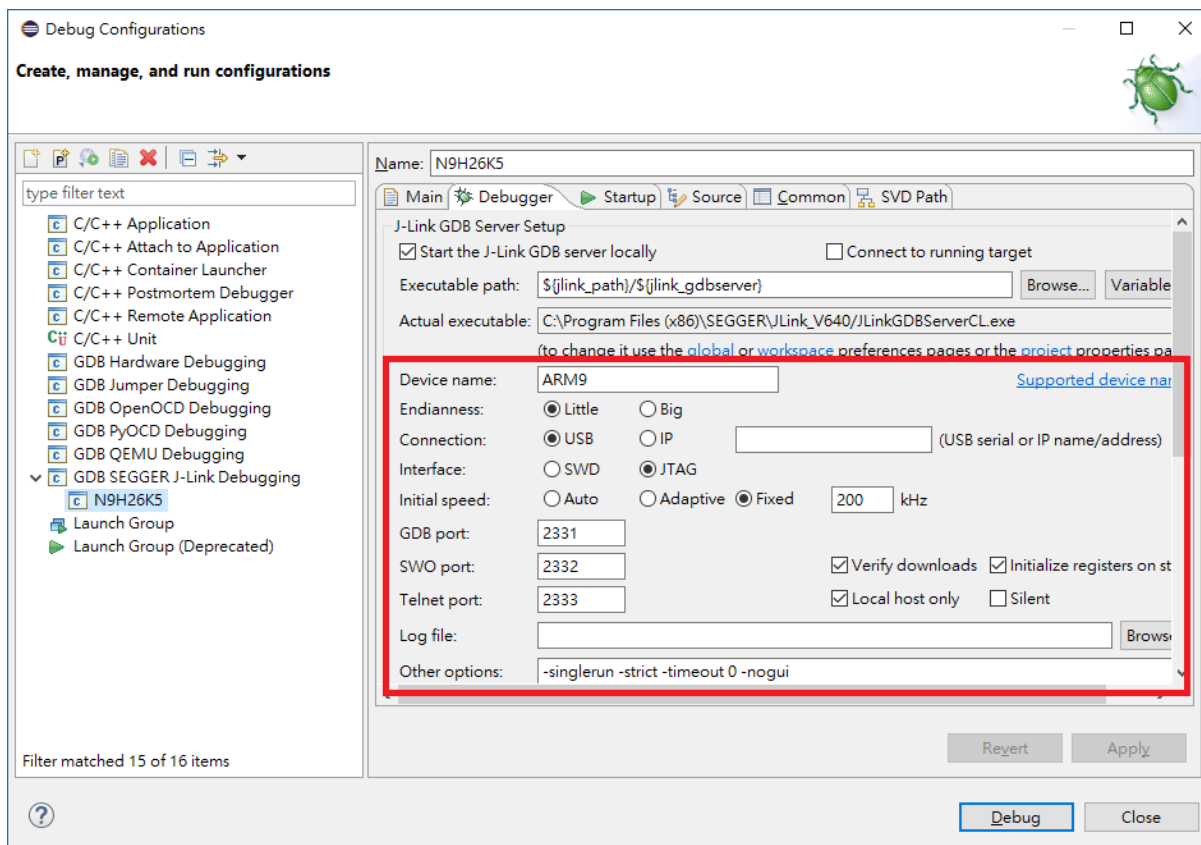 Debug Configurations
Create, manage, and run configurations
type filter text
C/C++ Application
C/C++ Attach to Application
C/C++ Container Launcher
C/C++ Postmortem Debugger
C/C++ Remote Application
C/C++ Unit
GDB Hardware Debugging
GDB Jumper Debugging
GDB OpenOCD Debugging
GDB PyOCD Debugging
GDB QEMU Debugging
GDB SEGGER J-Link Debugging
N9H26K5
Launch Group
Launch Group (Deprecated)
Filter matched 15 of 16 items
Name: N9H26K5
Main Debugger Startup Source Common SVD Path
J-Link GDB Server Setup
Start the J-Link GDB server locally Connect to running target
Executable path: ${jlink_path}/${jlink_gdbserver} Browse... Variable
Actual executable: C:\Program Files (x86)\SEGGER\JLink_V640/JLinkGDBServerCL.exe
(to change it use the global or workspace preferences pages or the project properties pa
Device name: ARM9 Supported device nar
Endianness: Little Big
Connection: USB IP (USB serial or IP name/address)
Interface: SWD JTAG
Initial speed: Auto Adaptive Fixed 200 kHz
GDB port: 2331
SWO port: 2332 Verify downloads Initialize registers on st
Telnet port: 2333 Local host only Silent
Log file: Browse
Other options: -singlerun -strict -timeout 0 -nogui
Revert Apply
Debug Close